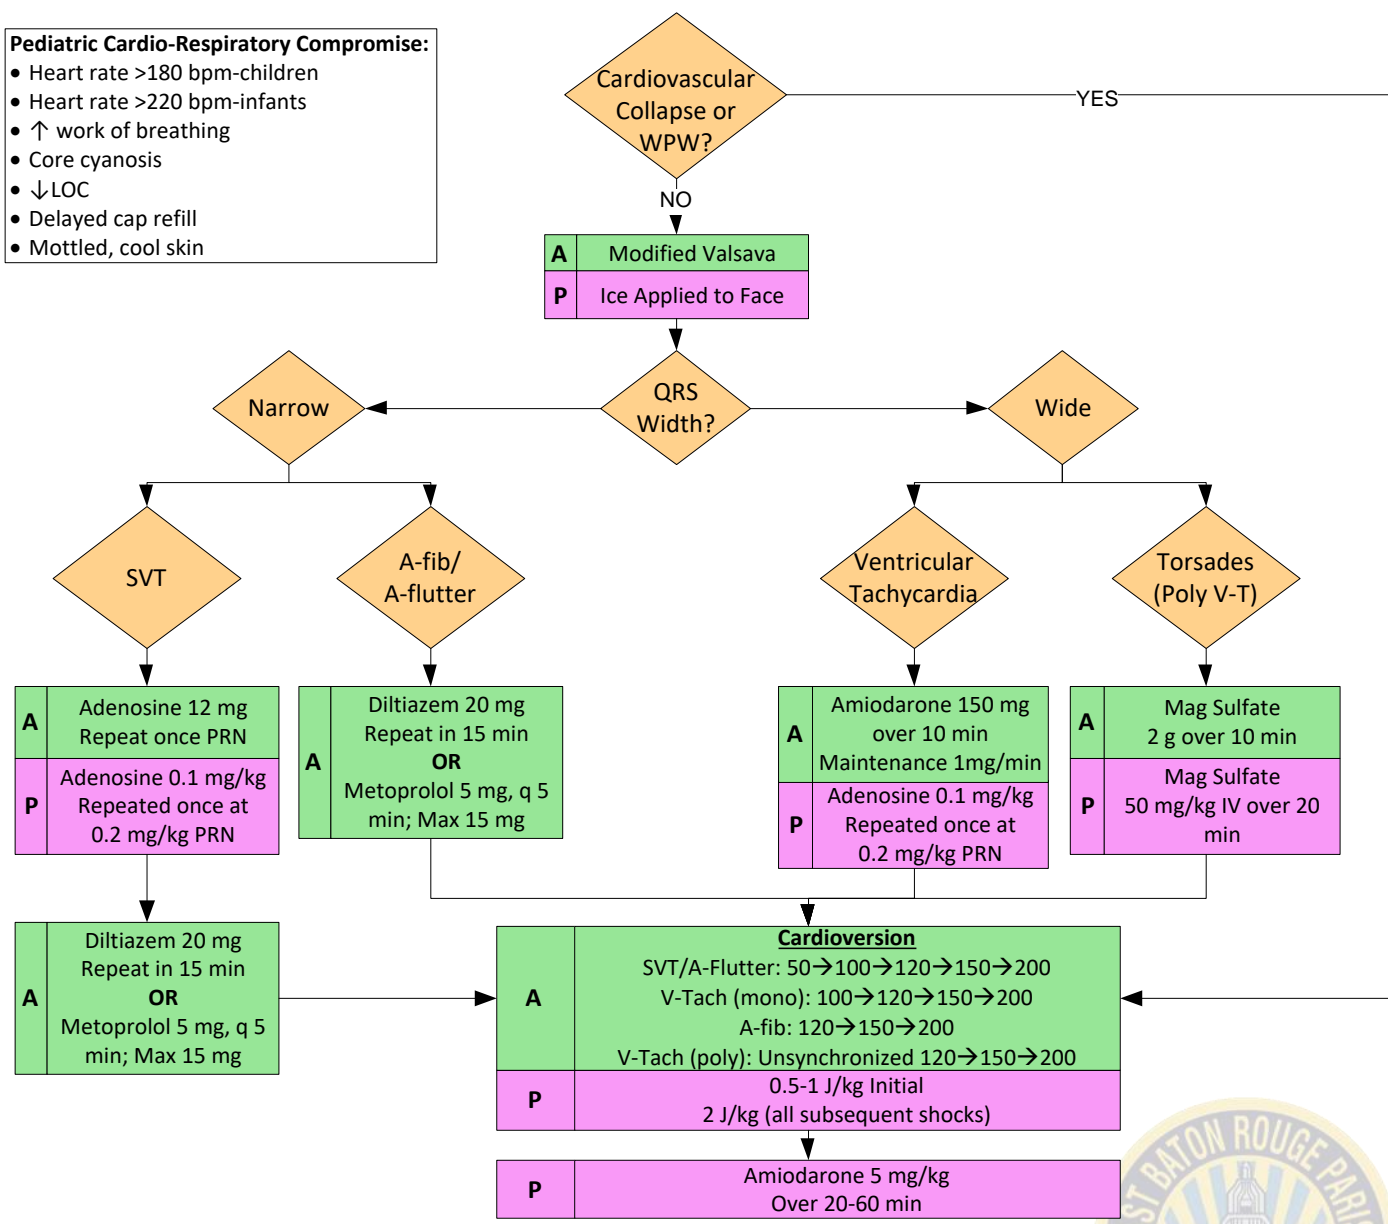 Pediatric Cardio-Respiratory Compromise:
• Heart rate >180 bpm-children
• Heart rate >220 bpm-infants
• ↑ work of breathing
• Core cyanosis
• ↓LOC
• Delayed cap refill
• Mottled, cool skin
Cardiovascular
Collapse or
WPW?
YES
NO
A
Modified Valsava
P
Ice Applied to Face
QRS
Width?
Narrow
Wide
SVT
A-fib/
A-flutter
Ventricular
Tachycardia
Torsades
(Poly V-T)
A
Adenosine 12 mg
Repeat once PRN
P
Adenosine 0.1 mg/kg
Repeated once at
0.2 mg/kg PRN
A
Diltiazem 20 mg
Repeat in 15 min
OR
Metoprolol 5 mg, q 5
min; Max 15 mg
A
Amiodarone 150 mg
over 10 min
Maintenance 1mg/min
P
Adenosine 0.1 mg/kg
Repeated once at
0.2 mg/kg PRN
A
Mag Sulfate
2 g over 10 min
P
Mag Sulfate
50 mg/kg IV over 20
min
A
Diltiazem 20 mg
Repeat in 15 min
OR
Metoprolol 5 mg, q 5
min; Max 15 mg
A
Cardioversion
SVT/A-Flutter: 50→100→120→150→200
V-Tach (mono): 100→120→150→200
A-fib: 120→150→200
V-Tach (poly): Unsynchronized 120→150→200
P
0.5-1 J/kg Initial
2 J/kg (all subsequent shocks)
P
Amiodarone 5 mg/kg
Over 20-60 min
BATON ROUGE